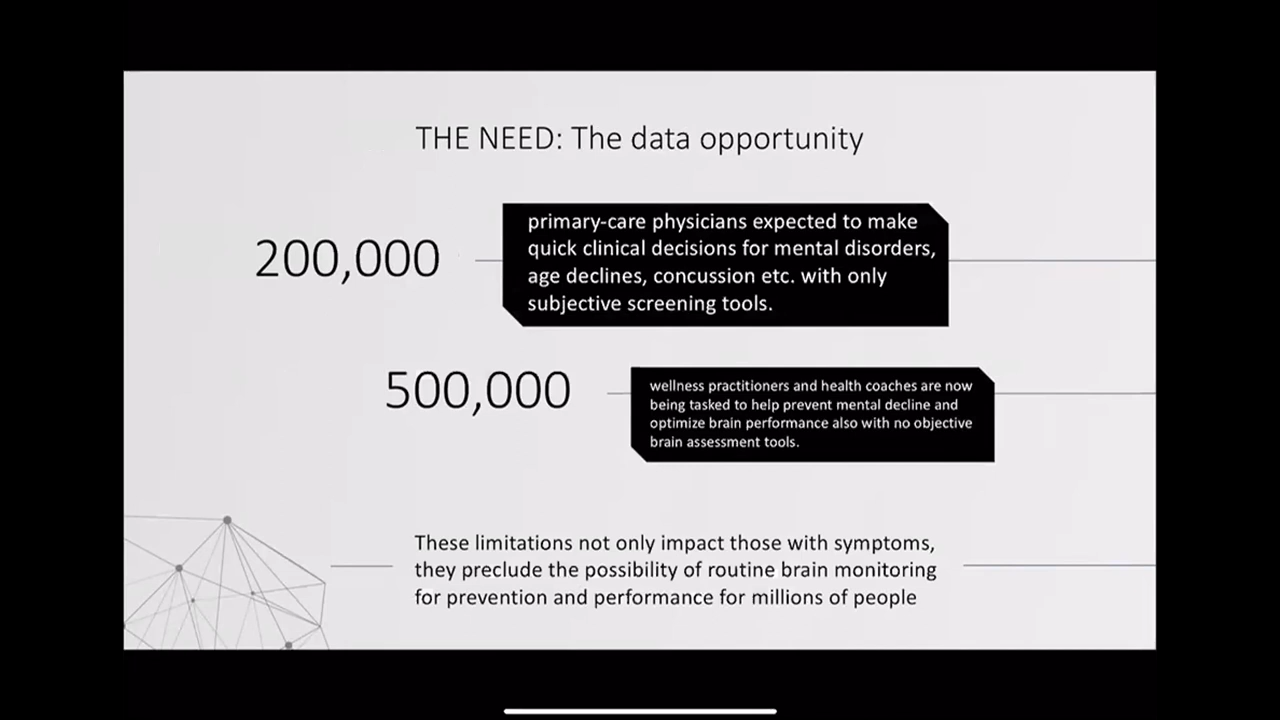 THE NEED: The data opportunity
200,000
primary-care physicians expected to make
quick clinical decisions for mental disorders,
age declines, concussion etc. with only
subjective screening tools.
500,000
wellness practitioners and health coaches are now
being tasked to help prevent mental decline and
optimize brain performance also with no objective
brain assessment tools.
These limitations not only impact those with symptoms,
they preclude the possibility of routine brain monitoring
for prevention and performance for millions of people